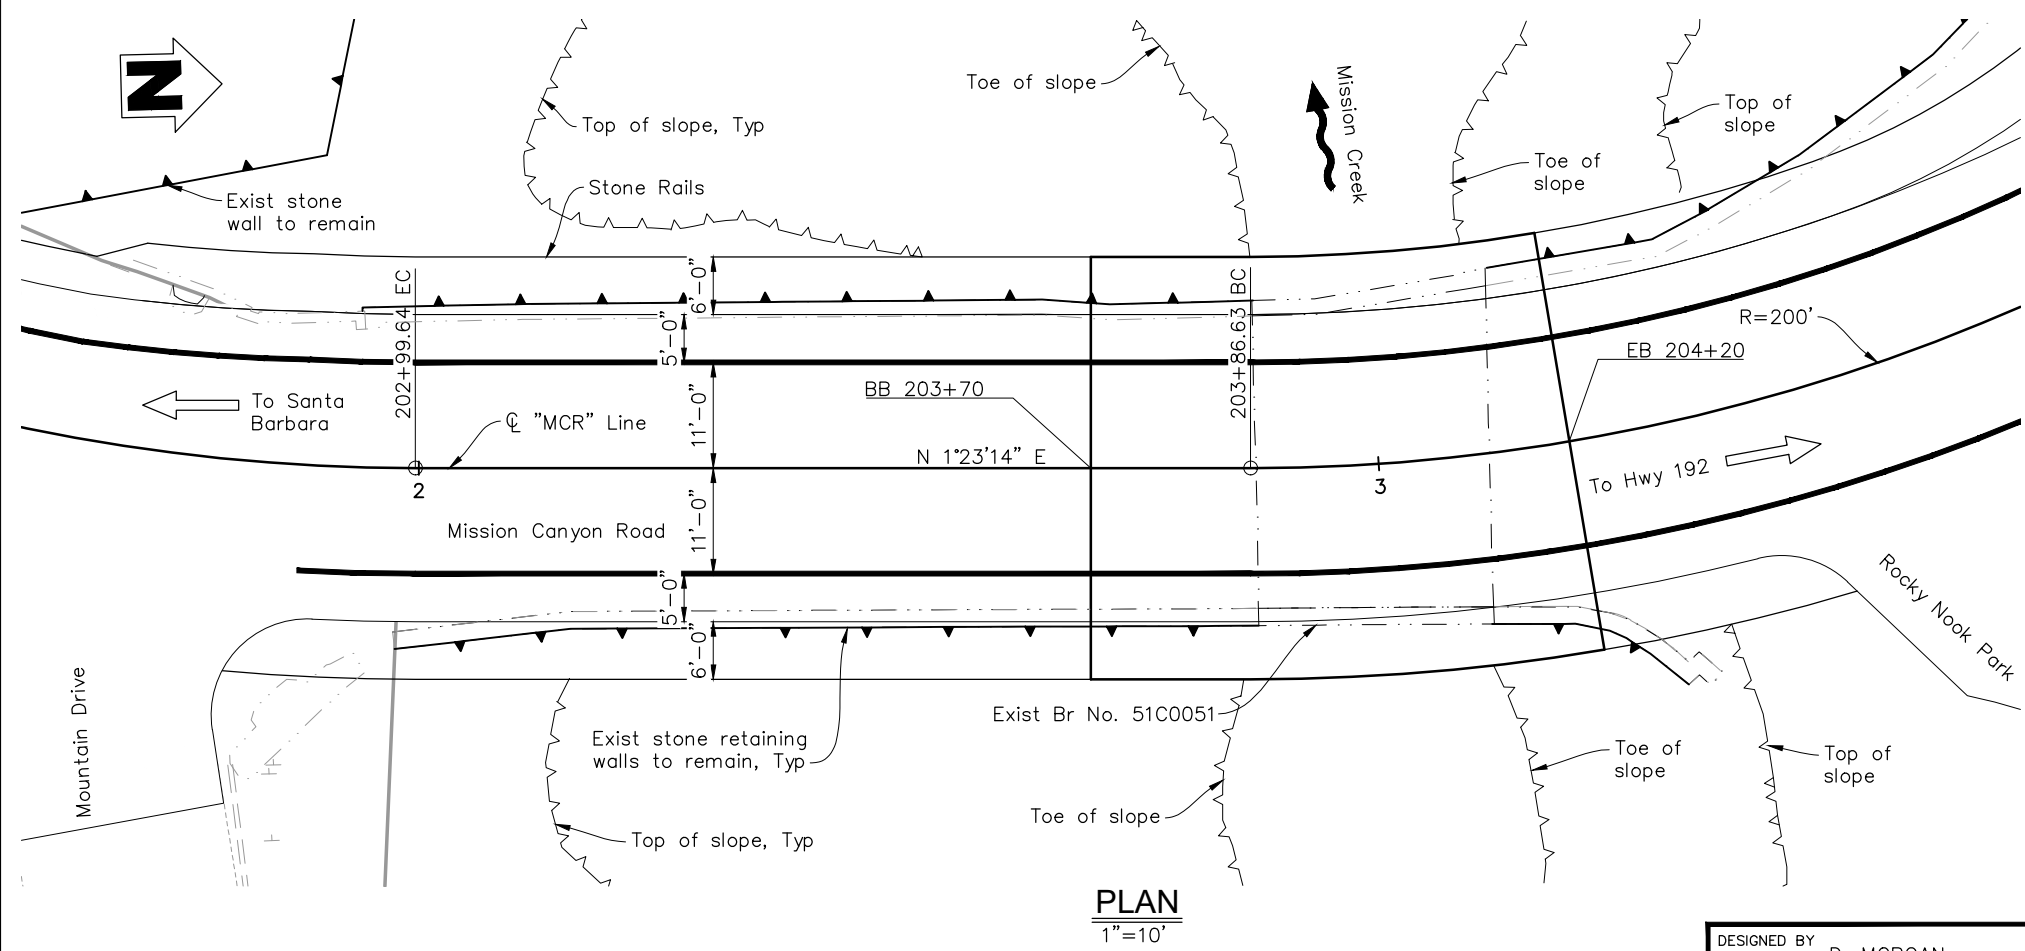 N
Toe of slope
Mission Creek
Top of slope, Typ
Top of
slope
Toe of
slope
Stone Rails
Exist stone
wall to remain
6'-0"
5'-0"
202+99.64 EC
203+86.63 BC
R=200'
EB 204+20
BB 203+70
To Santa
Barbara
11'-0"
℄ "MCR" Line
N 1°23'14" E
To Hwy 192
2
3
Mission Canyon Road
11'-0"
5'-0"
6'-0"
Rocky Nook Park
Mountain Drive
Exist Br No. 51C0051
Exist stone retaining
walls to remain, Typ
Toe of
slope
Top of
slope
Toe of slope
Top of slope, Typ
PLAN
1"=10'
DESIGNED BY
D. MORGAN